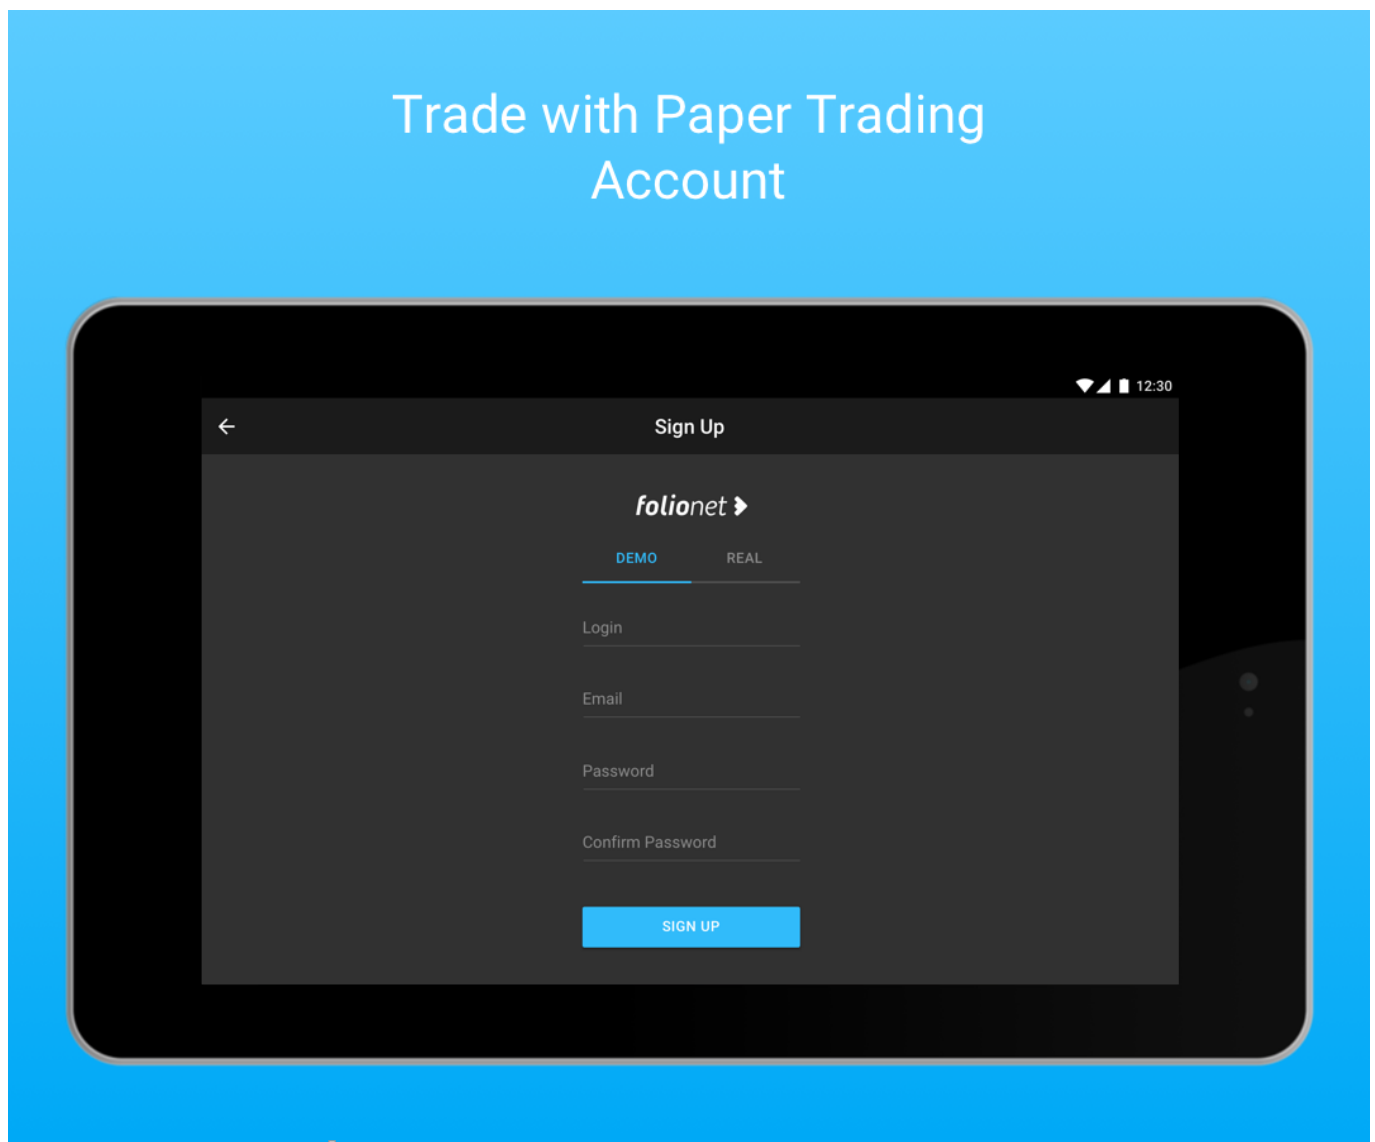 Trade with Paper Trading
Account
12:30
Sign Up
folionet
DEMO REAL
Login
Email
Password
Confirm Password
SIGN UP